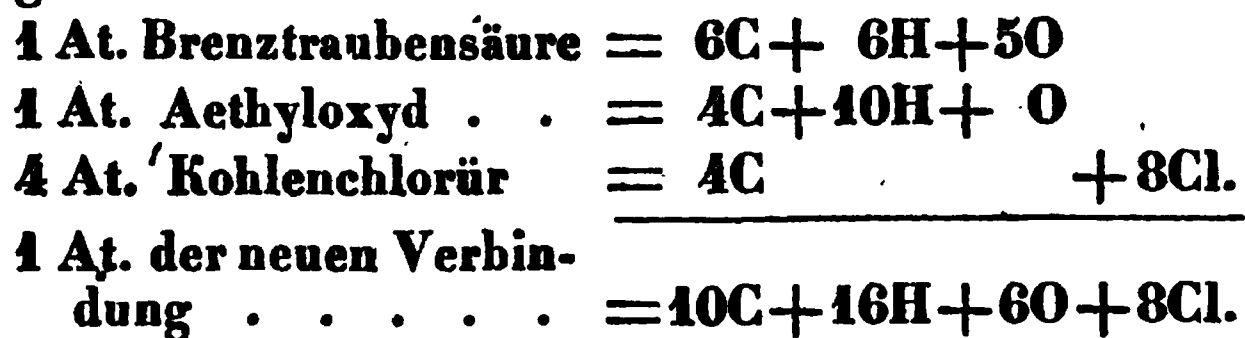 1 At. Brenztraubensäure = 6C + 6H + 5O
1 At. Aethyloxyd . . = 4C + 10H + O
4 At. Kohlenchlorür = 4C + 8Cl.
1 At. der neuen Verbin-
dung . . . . . = 10C + 16H + 6O + 8Cl.